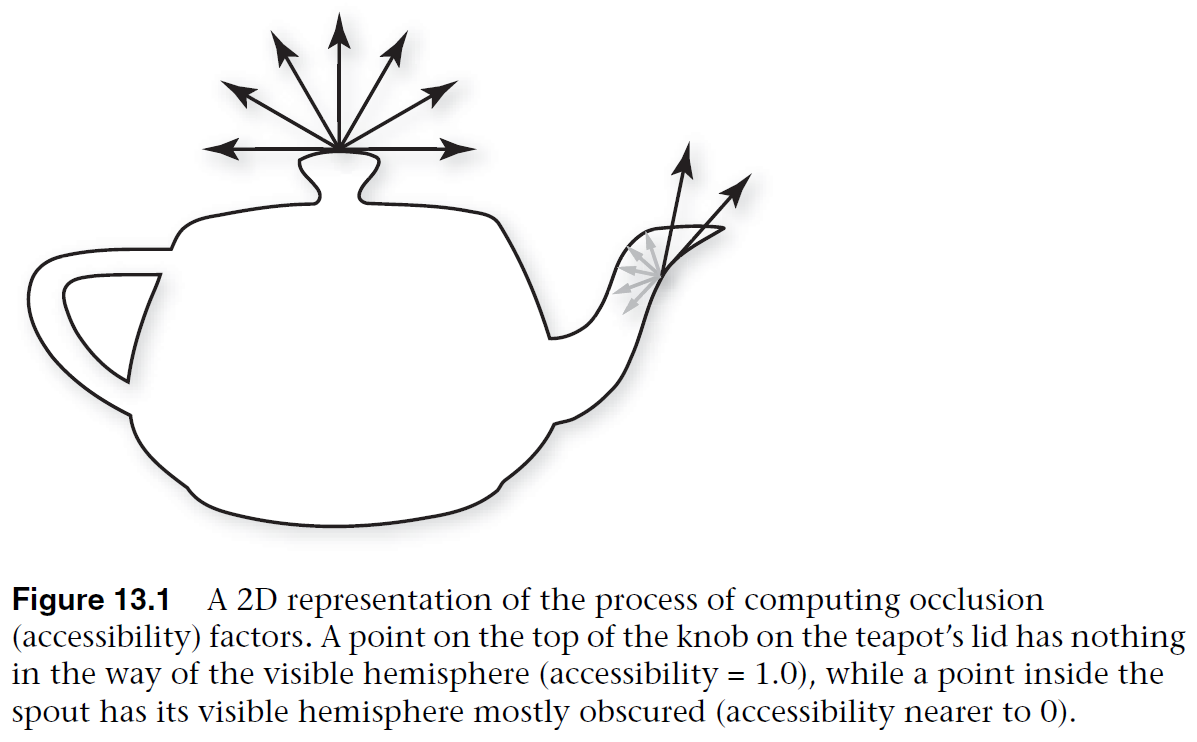 Figure 13.1 A 2D representation of the process of computing occlusion
(accessibility) factors. A point on the top of the knob on the teapot’s lid has nothing
in the way of the visible hemisphere (accessibility = 1.0), while a point inside the
spout has its visible hemisphere mostly obscured (accessibility nearer to 0).